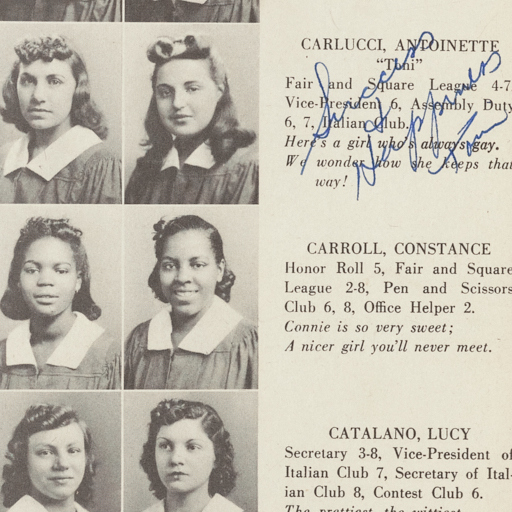 CARLUCCI, ANTOINETTE
"Toni"
Fair and Square League 4-7
Vice-President 6, Assembly Duty
6, 7, Italian Club.
Here's a girl who's always gay.
We wonder how she keeps that
way!
Success
&
Happiness
CARROLL, CONSTANCE
Honor Roll 5, Fair and Square
League 2-8, Pen and Scissors
Club 6, 8, Office Helper 2.
Connie is so very sweet;
A nicer girl you'll never meet.
CATALANO, LUCY
Secretary 3-8, Vice-President of
Italian Club 7, Secretary of Ital-
ian Club 8, Contest Club 6.
The prettiest, the wittiest